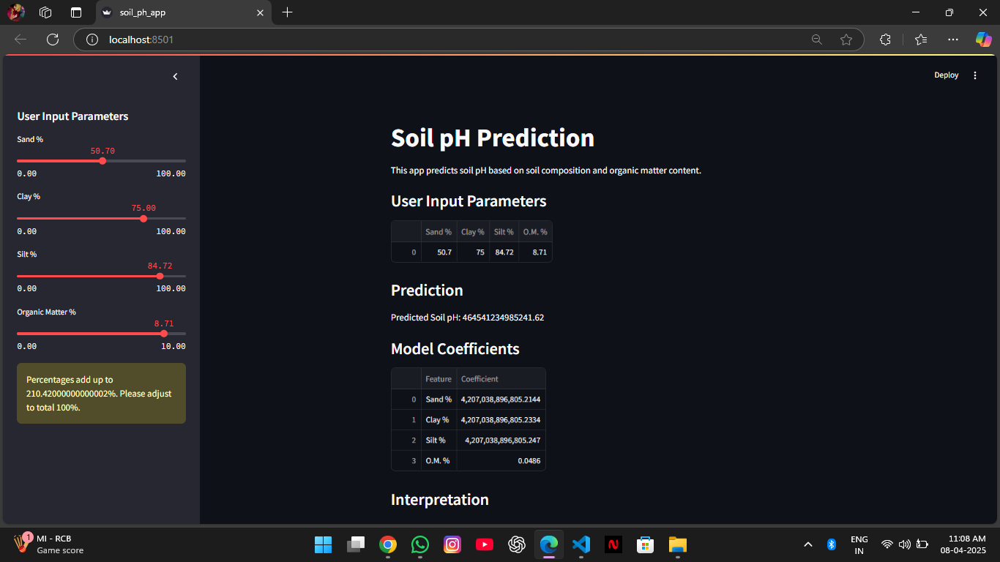 soil_ph_app
localhost:8501
Deploy
User Input Parameters
Sand %
50.70
0.00 100.00
Clay %
75.00
0.00 100.00
Silt %
84.72
0.00 100.00
Organic Matter %
8.71
0.00 10.00
Percentages add up to
210.42000000000002%. Please adjust
to total 100%.
Soil pH Prediction
This app predicts soil pH based on soil composition and organic matter content.
User Input Parameters
Sand % Clay % Silt % O.M. %
0 50.7 75 84.72 8.71
Prediction
Predicted Soil pH: 464541234985241.62
Model Coefficients
Feature Coefficient
0 Sand % 4,207,038,896,805.2144
1 Clay % 4,207,038,896,805.2334
2 Silt % 4,207,038,896,805.247
3 O.M. % 0.0486
Interpretation
1
MI - RCB
Game score
N
ENG
IN
11:08 AM
08-04-2025